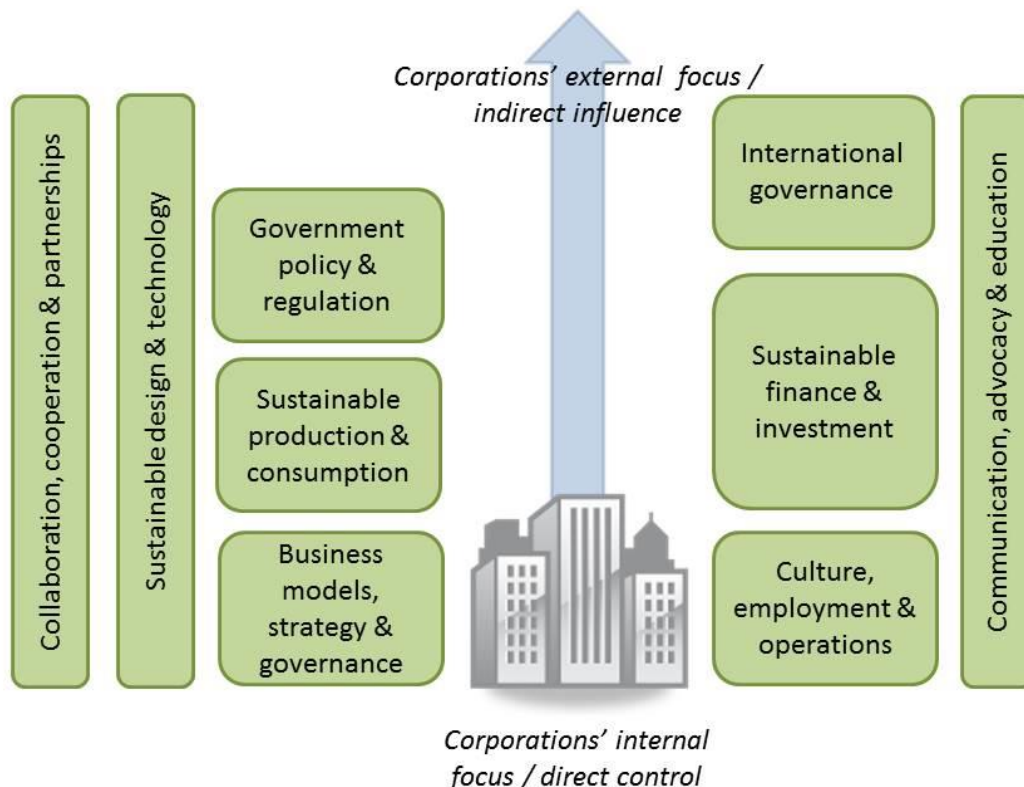 Corporations' external focus /
indirect influence
Collaboration, cooperation & partnerships
Sustainable design & technology
Government
policy &
regulation
Sustainable
production &
consumption
Business
models,
strategy &
governance
International
governance
Sustainable
finance &
investment
Culture,
employment &
operations
Communication, advocacy & education
Corporations' internal
focus / direct control